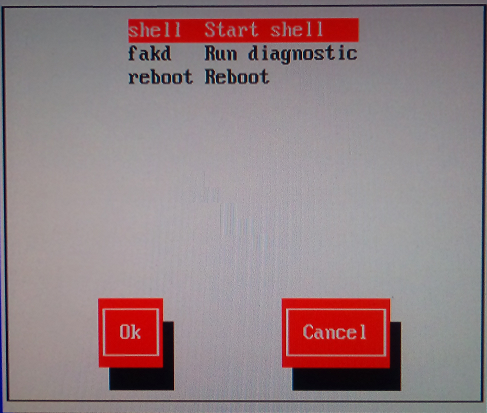 shell Start shell
fakd Run diagnostic
reboot Reboot
Ok Cancel